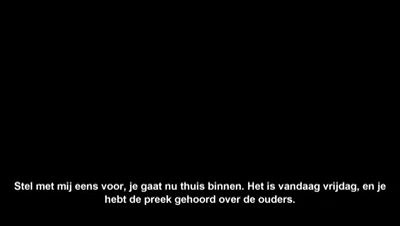 Stel met mij eens voor, je gaat nu thuis binnen. Het is vandaag vrijdag, en je
hebt de preek gehoord over de ouders.